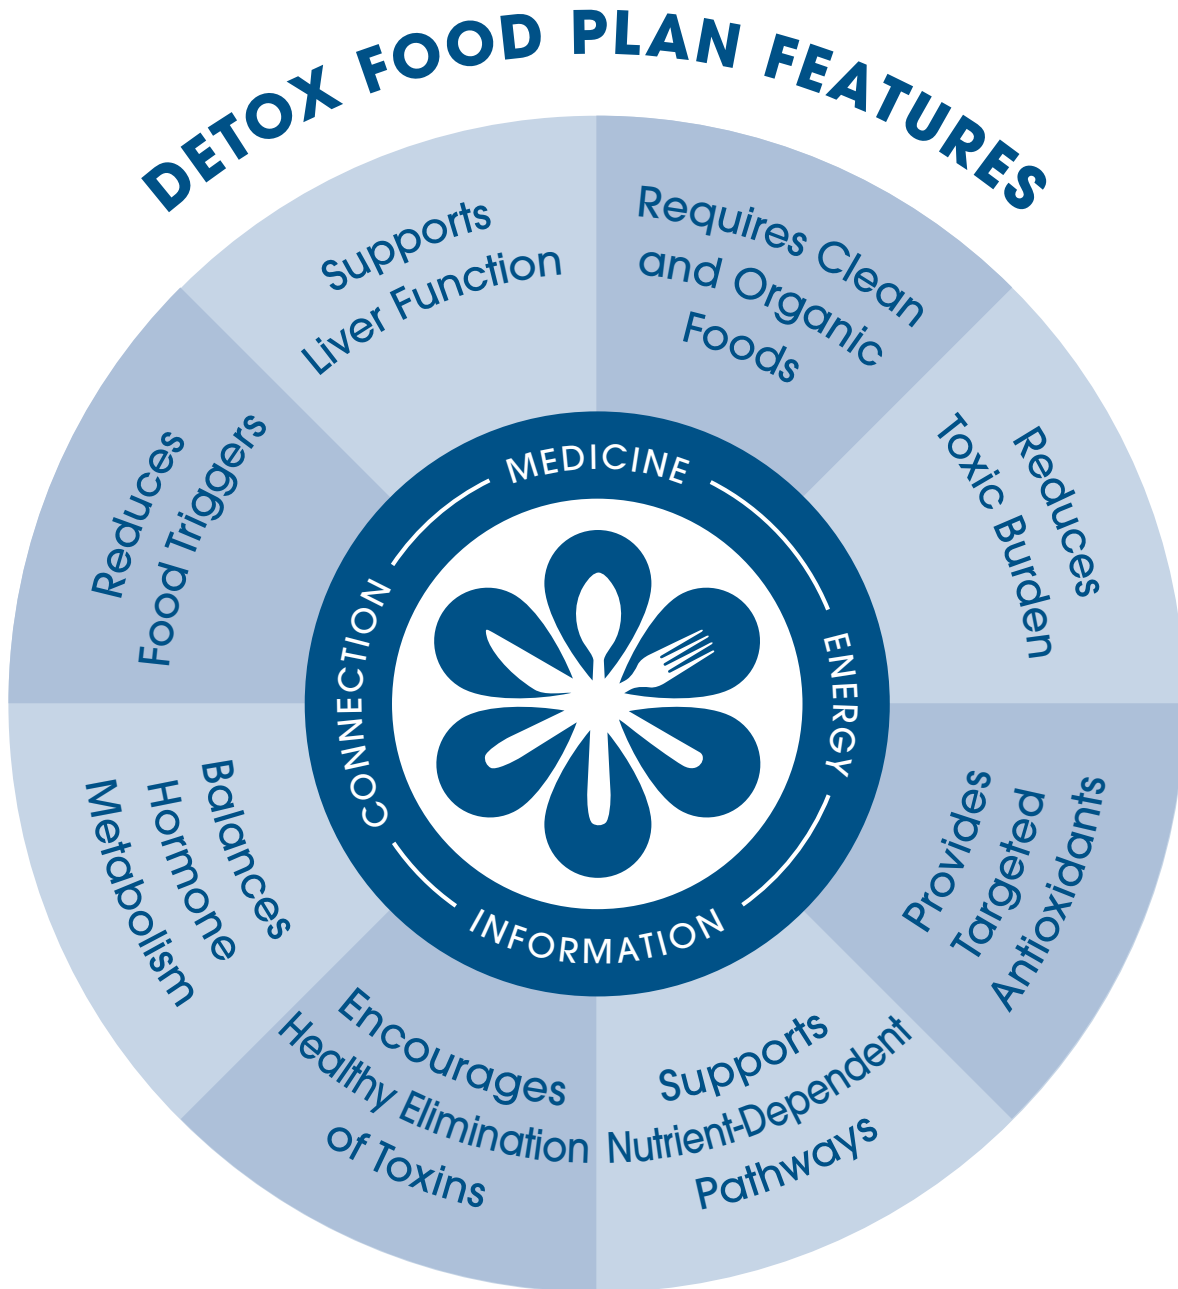 DETOX FOOD PLAN FEATURES
Requires Clean
and Organic
Foods
Reduces
Toxic Burden
Provides
Targeted
Antioxidants
Supports
Nutrient-Dependent
Pathways
Encourages
Healthy Elimination
of Toxins
Balances
Hormone
Metabolism
Reduces
Food Triggers
Supports
Liver Function
MEDICINE
ENERGY
INFORMATION
CONNECTION